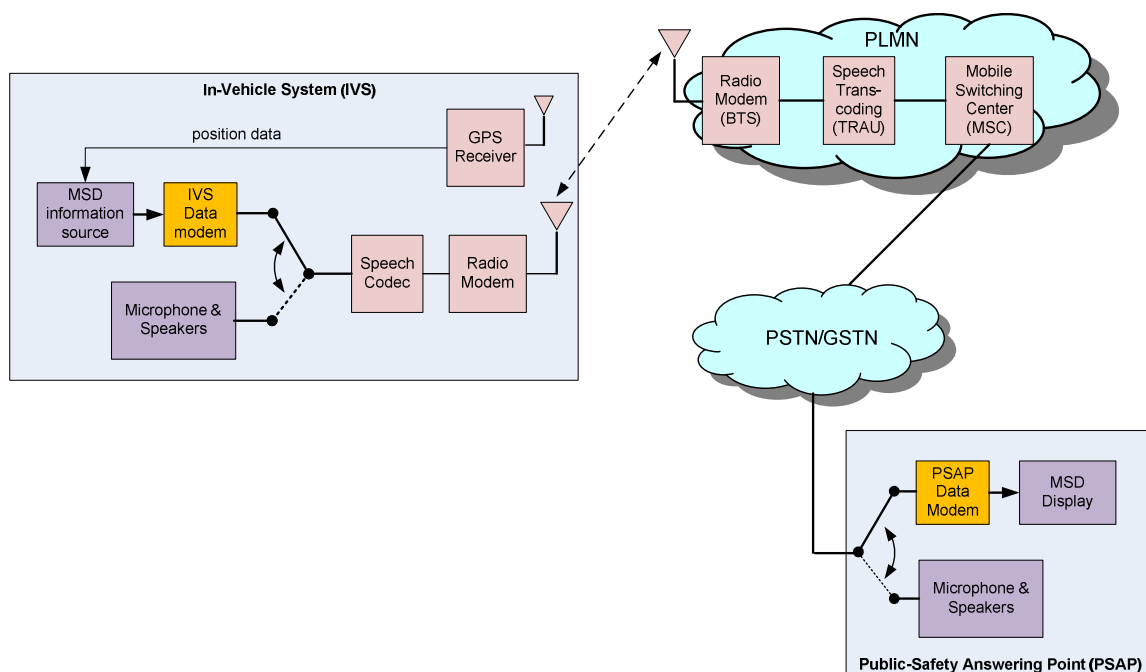 PLMN
In-Vehicle System (IVS)
Radio
Modem
(BTS)
Speech
Trans-
coding
(TRAU)
Mobile
Switching
Center
(MSC)
position data
GPS
Receiver
MSD
information
source
IVS
Data
modem
Speech
Codec
Radio
Modem
Microphone &
Speakers
PSTN/GSTN
PSAP
Data
Modem
MSD
Display
Microphone &
Speakers
Public-Safety Answering Point (PSAP)